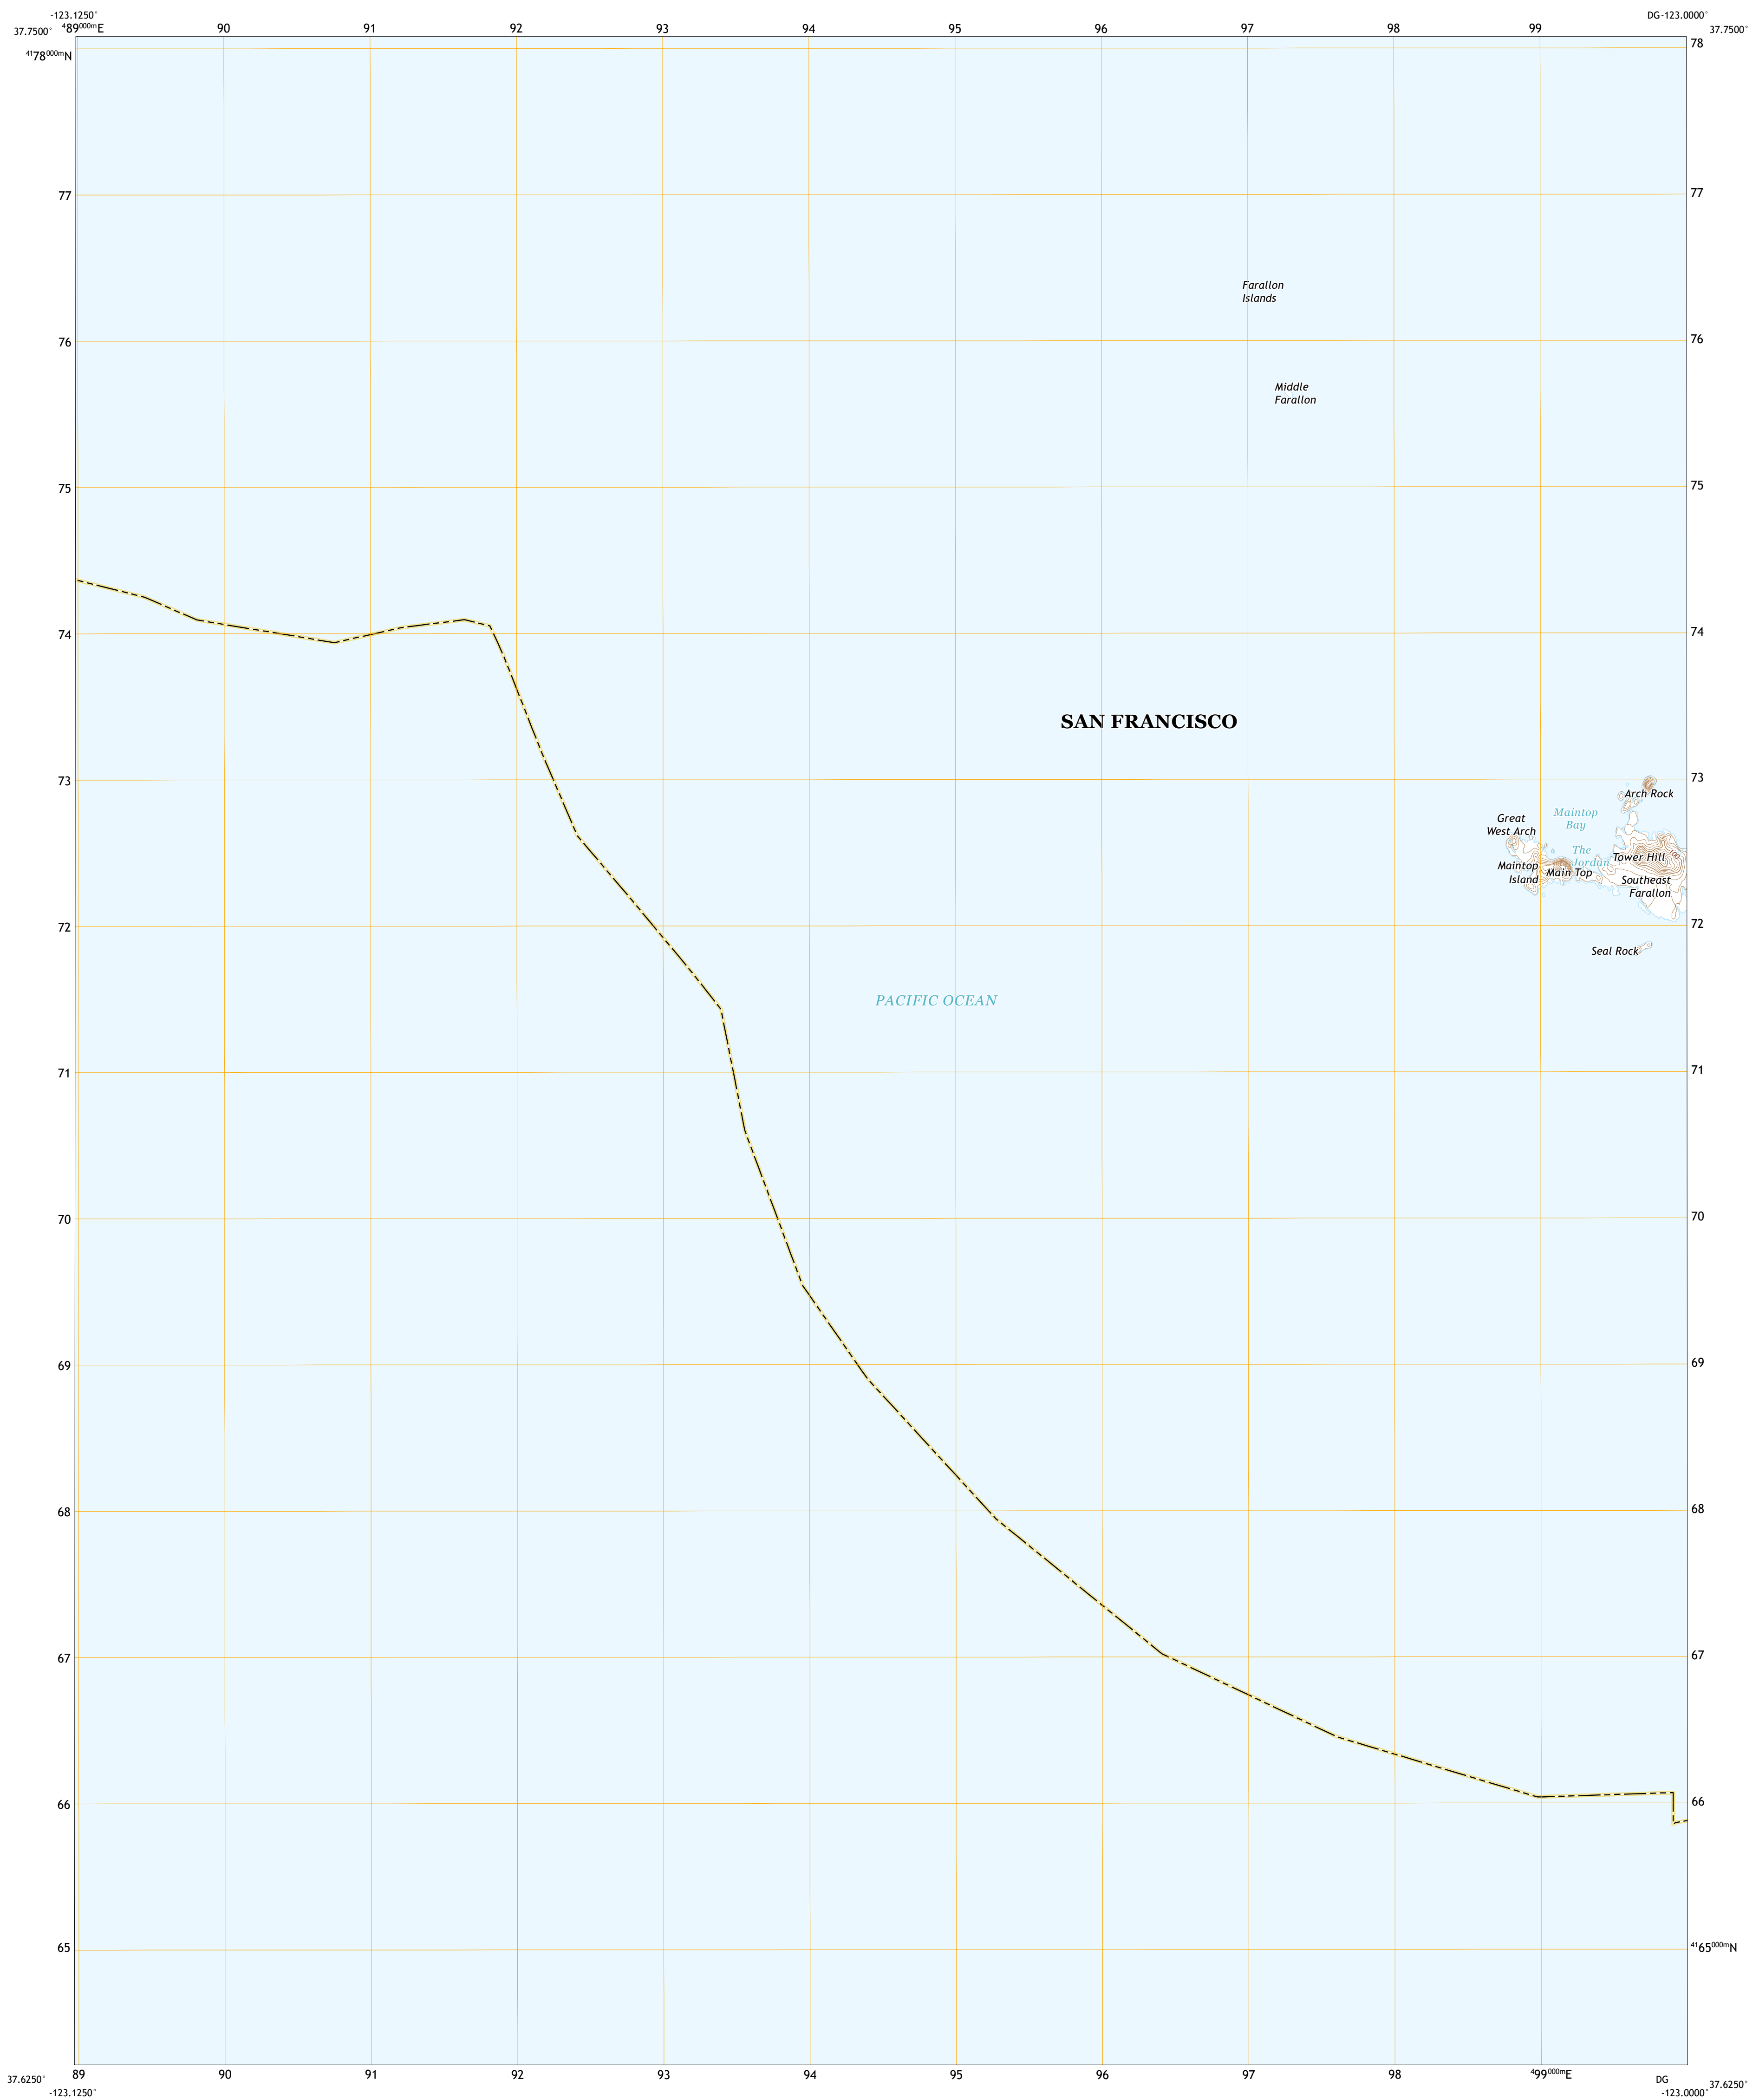 -123.1250°
DG-123.0000°
37.7500°
⁴89⁰⁰⁰ᵐE
90
91
92
93
94
95
96
97
98
99
37.7500°
⁴¹78⁰⁰⁰ᵐN
78
77
77
Farallon
Islands
76
76
Middle
Farallon
75
75
74
74
SAN FRANCISCO
73
73
Arch Rock
Maintop
Bay
Great
West Arch
The
Jordan
Tower Hill
100
Maintop
Island
Main Top
Southeast
Farallon
72
72
Seal Rock
PACIFIC OCEAN
71
71
70
70
69
69
68
68
67
67
66
66
65
⁴¹65⁰⁰⁰ᵐN
37.6250°
89
90
91
92
93
94
95
96
97
98
⁴99⁰⁰⁰ᵐE
DG
37.6250°
-123.1250°
-123.0000°